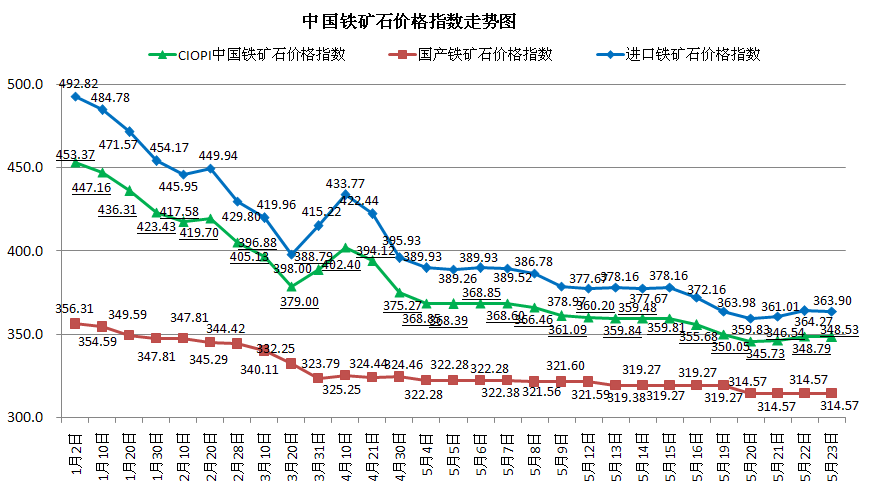 中国铁矿石价格指数走势图
CIOPI中国铁矿石价格指数 国产铁矿石价格指数 进口铁矿石价格指数
500.0
450.0
400.0
350.0
300.0
492.82 484.78 471.57 454.17 445.95 449.94 429.80 419.96 398.00 415.22 433.77 422.44 395.93 389.93 389.26 389.93 389.52 386.78 378.97 377.67 378.16 377.67 378.16 372.16 363.98 359.83 361.01 364.27 363.90
453.37 447.16 436.31 423.43 417.58 419.70 405.13 396.88 379.00 388.79 402.40 394.12 375.27 368.85 368.39 368.85 368.60 366.46 361.09 360.20 359.84 359.48 359.81 355.68 350.05 345.73 346.54 348.79 348.53
356.31 354.59 349.59 347.81 347.81 345.29 344.42 340.11 332.25 323.79 325.25 324.44 324.46 322.28 322.28 322.28 322.38 321.56 321.60 321.59 319.38 319.27 319.27 319.27 319.27 314.57 314.57 314.57 314.57
1月2日 1月10日 1月20日 1月30日 2月10日 2月20日 2月28日 3月10日 3月20日 3月31日 4月10日 4月20日 4月30日 5月4日 5月5日 5月6日 5月7日 5月8日 5月9日 5月12日 5月13日 5月14日 5月15日 5月16日 5月19日 5月20日 5月21日 5月22日 5月23日